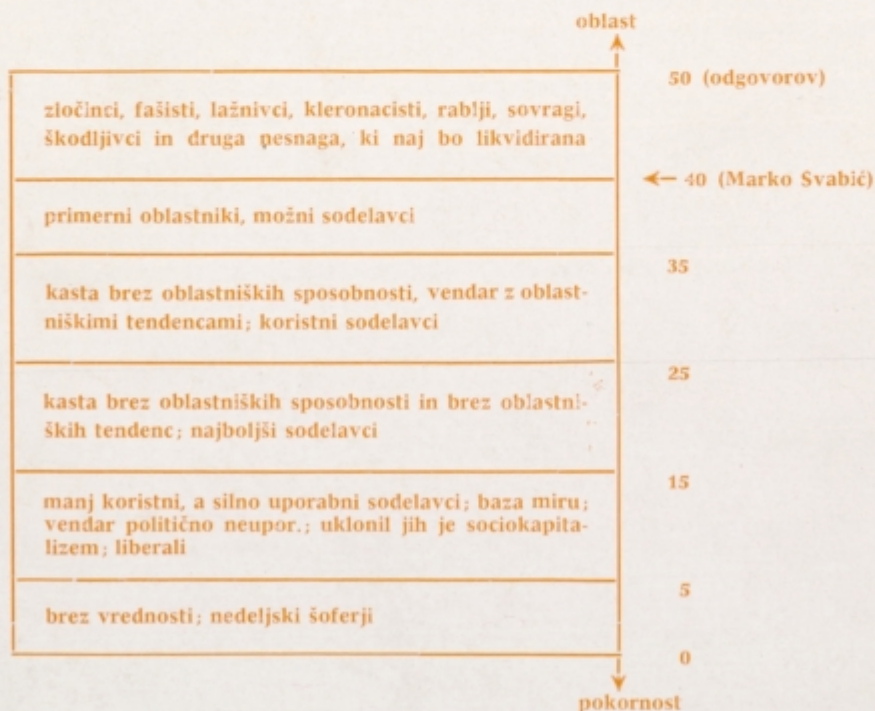 oblast
50 (odgovorov)
zločinci, fašisti, lažnivci, kleronacisti, rablji, sovragi,
škodljivci in druga pesnaga, ki naj bo likvidirana
40 (Marko Švabić)
primerni oblastniki, možni sodelavci
35
kasta brez oblastniških sposobnosti, vendar z oblast-
niškimi tendencami; koristni sodelavci
25
kasta brez oblastniških sposobnosti in brez oblastni-
ških tendenc; najboljši sodelavci
15
manj koristni, a silno uporabni sodelavci; baza miru;
vendar politično neupor.; uklonil jih je sociokapita-
lizem; liberali
5
brez vrednosti; nedeljski šoferji
0
pokornost